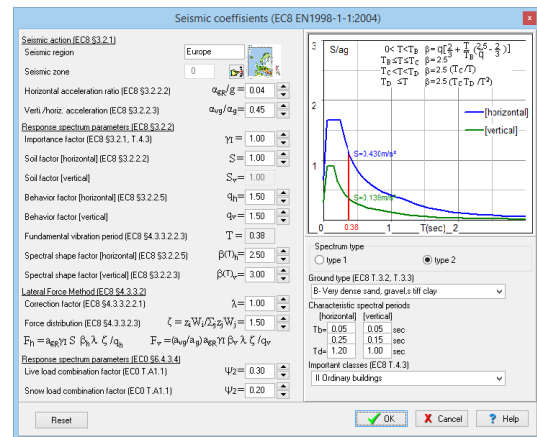 Seismic coeffisients (EC8 EN1998-1-1:2004)
Seismic action (EC8 §3.2.1)
Seismic region Europe
Seismic zone 0
Horizontal acceleration ratio (EC8 §3.2.2.2) αgR/g = 0.04
Verti./horiz. acceleration (EC8 §3.2.2.3) αvg/αg= 0.45
Response spectrum parameters (EC8 §3.2.2)
Importance factor (EC8 §3.2.1, T.4.3) γI = 1.00
Soil factor [horizontal] (EC8 §3.2.2.2) S = 1.00
Soil factor [vertical] Sv= 1.00
Behavior factor [horizontal] (EC8 §3.2.2.5) qh= 1.50
Behavior factor [vertical] qv= 1.50
Fundamental vibration period (EC8 §4.3.3.2.2.3) T = 0.38
Spectral shape factor [horizontal] (EC8 §3.2.2.5) β(T)h= 2.50
Spectral shape factor [vertical] (EC8 §3.2.2.3) β(T)v= 3.00
Lateral Force Method (EC8 §4.3.3.2)
Correction factor (EC8 §4.3.3.2.2.1) λ= 1.00
Force distribution (EC8 §4.3.3.2.3) ζ = ziWi/ΣjzjWj= 1.50
Fh=agRγI S βh λ ζ/qh Fv=(avg/ag)agRγI βv λ ζ/qv
Response spectrum parameters (EC0 §6.4.3.4)
Live load combination factor (EC0 T.A1.1) Ψ2= 0.30
Snow load combination factor (EC0 T.A1.1) Ψ2= 0.20
Reset
3 S/ag 0< T<TB β=q[2/3+T/TB(2.5/q-2/3)]
TB≤T≤TC β=2.5
TC<T<TD β=2.5 (TC/T)
TD ≤T β=2.5(TCTD/T²)
2
[horizontal]
[vertical]
S=0.430m/s²
1
S=0.139m/s²
0 0.38 1 T(sec) 2
Spectrum type
type 1 type 2
Ground type (EC8 T.3.2, T.3.3)
B- Very dense sand, gravel,s tiff clay
Characteristic spectral periods
[horizontal] [vertical]
Tb= 0.05 0.05 sec
0.25 0.15 sec
Td= 1.20 1.00 sec
Important classes (EC8 T.4.3)
II Ordinary buildings
OK Cancel ? Help